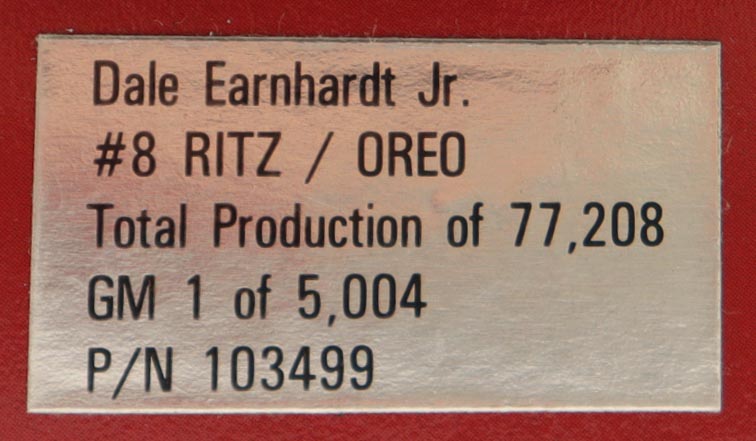 Dale Earnhardt Jr.
#8 RITZ / OREO
Total Production of 77,208
GM 1 of 5,004
P/N 103499